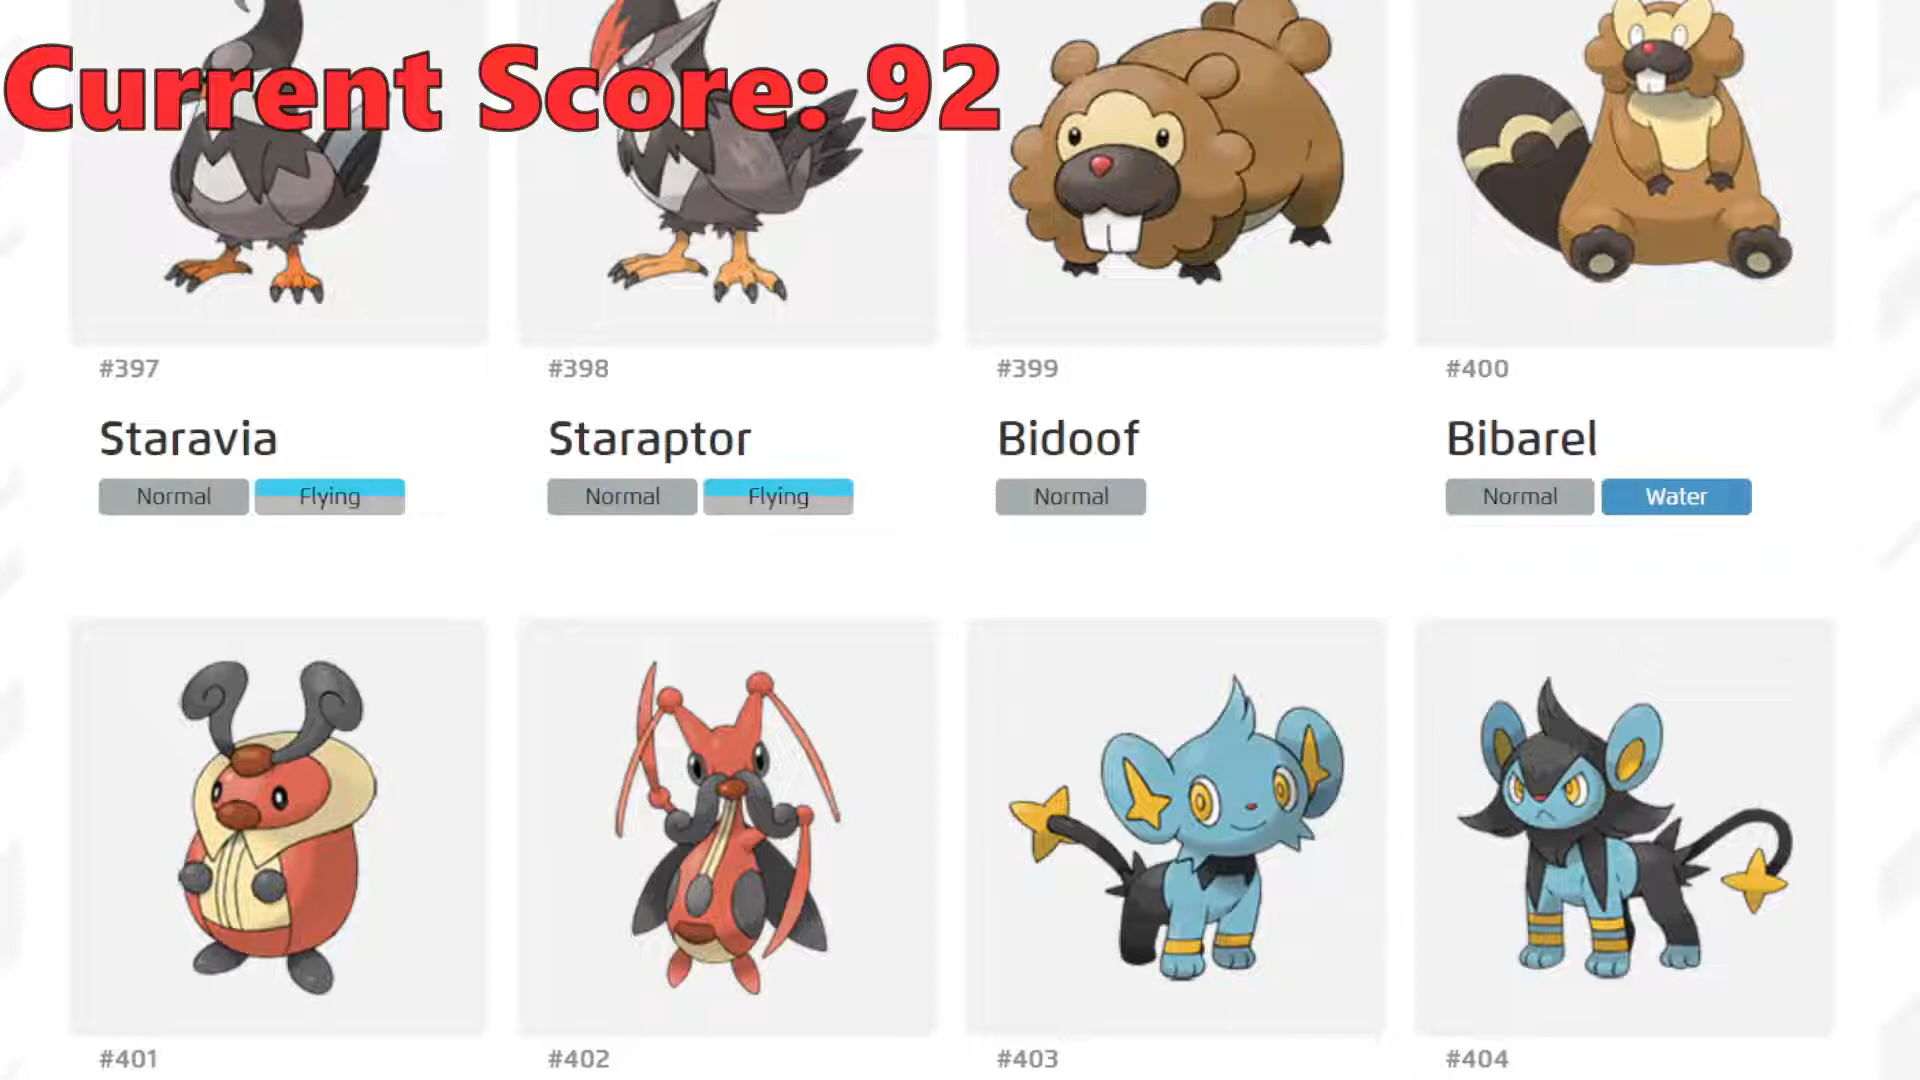 Current Score: 92
#397
#398
#399
#400
Staravia
Staraptor
Bidoof
Bibarel
Normal
Flying
Normal
Flying
Normal
Normal
Water
#401
#402
#403
#404